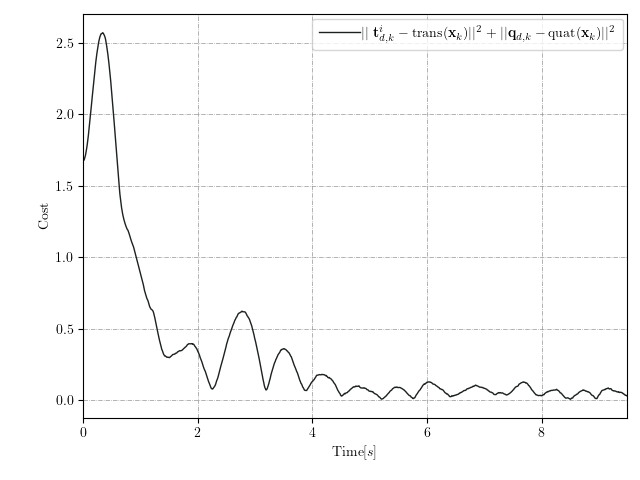 || t^i_{d,k} − trans(x_k)||² + ||q_{d,k} − quat(x_k)||²
2.5
2.0
1.5
1.0
0.5
0.0
Cost
0 2 4 6 8
Time[s]